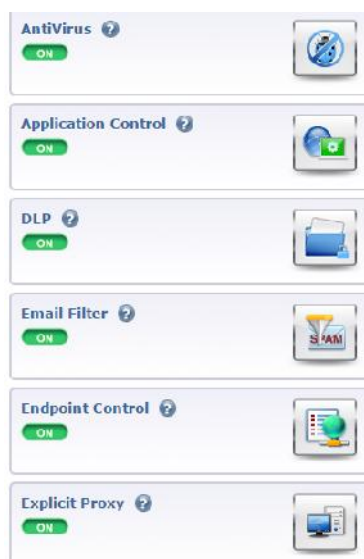 AntiVirus ?
ON
Application Control ?
ON
DLP ?
ON
Email Filter ?
ON
SPAM
Endpoint Control ?
ON
Explicit Proxy ?
ON